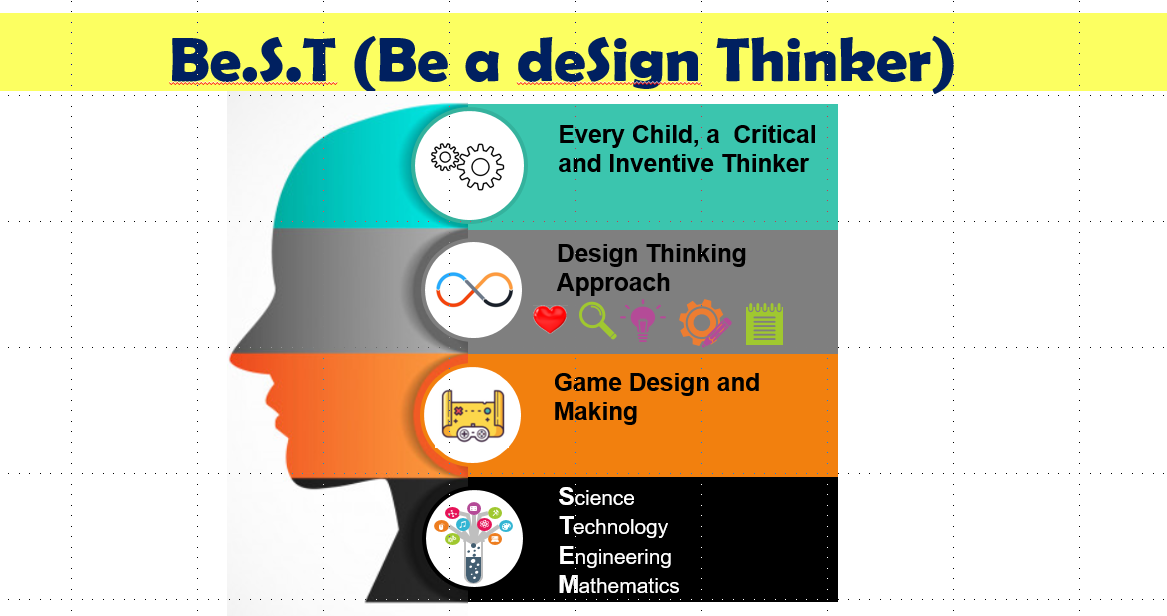 Be.S.T (Be a deSign Thinker)
Every Child, a  Critical
and Inventive Thinker
Design Thinking
Approach
Game Design and
Making
Science
Technology
Engineering
Mathematics